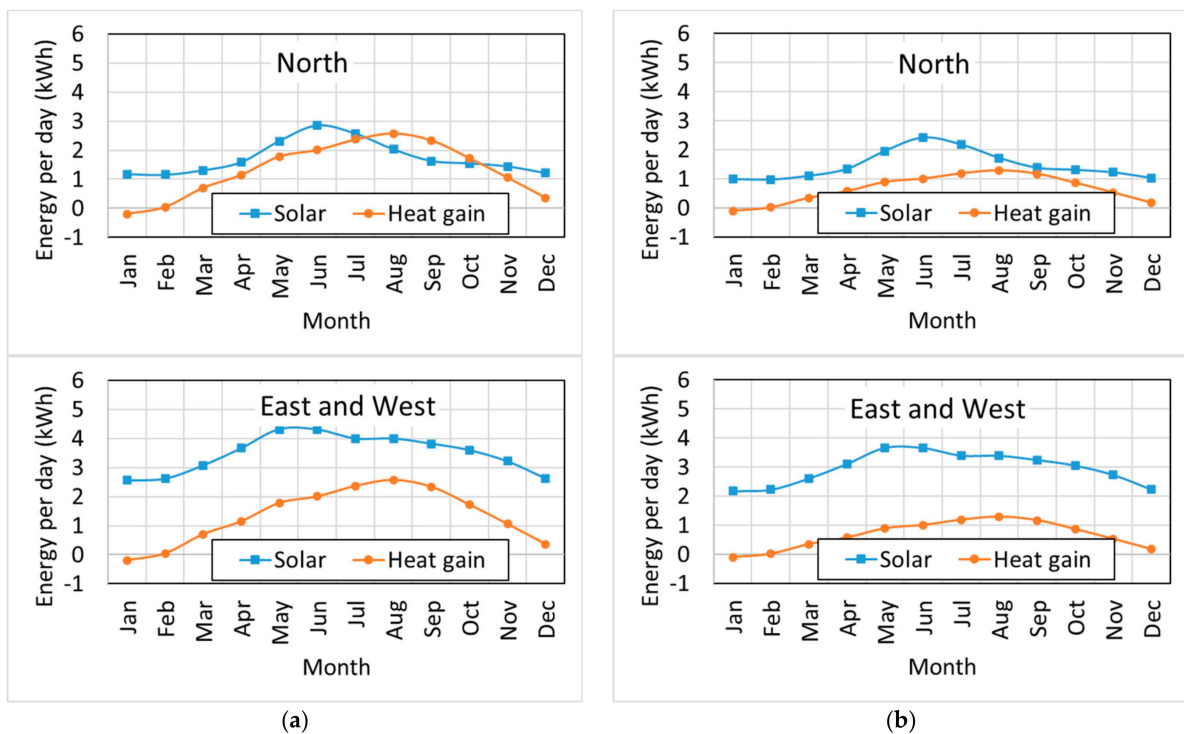 North
Energy per day (kWh)
6
5
4
3
2
1
0
-1
Solar Heat gain
Jan Feb Mar Apr May Jun Jul Aug Sep Oct Nov Dec
Month
North
Energy per day (kWh)
6
5
4
3
2
1
0
-1
Solar Heat gain
Jan Feb Mar Apr May Jun Jul Aug Sep Oct Nov Dec
Month
East and West
Energy per day (kWh)
6
5
4
3
2
1
0
-1
Solar Heat gain
Jan Feb Mar Apr May Jun Jul Aug Sep Oct Nov Dec
Month
East and West
Energy per day (kWh)
6
5
4
3
2
1
0
-1
Solar Heat gain
Jan Feb Mar Apr May Jun Jul Aug Sep Oct Nov Dec
Month
(a)
(b)